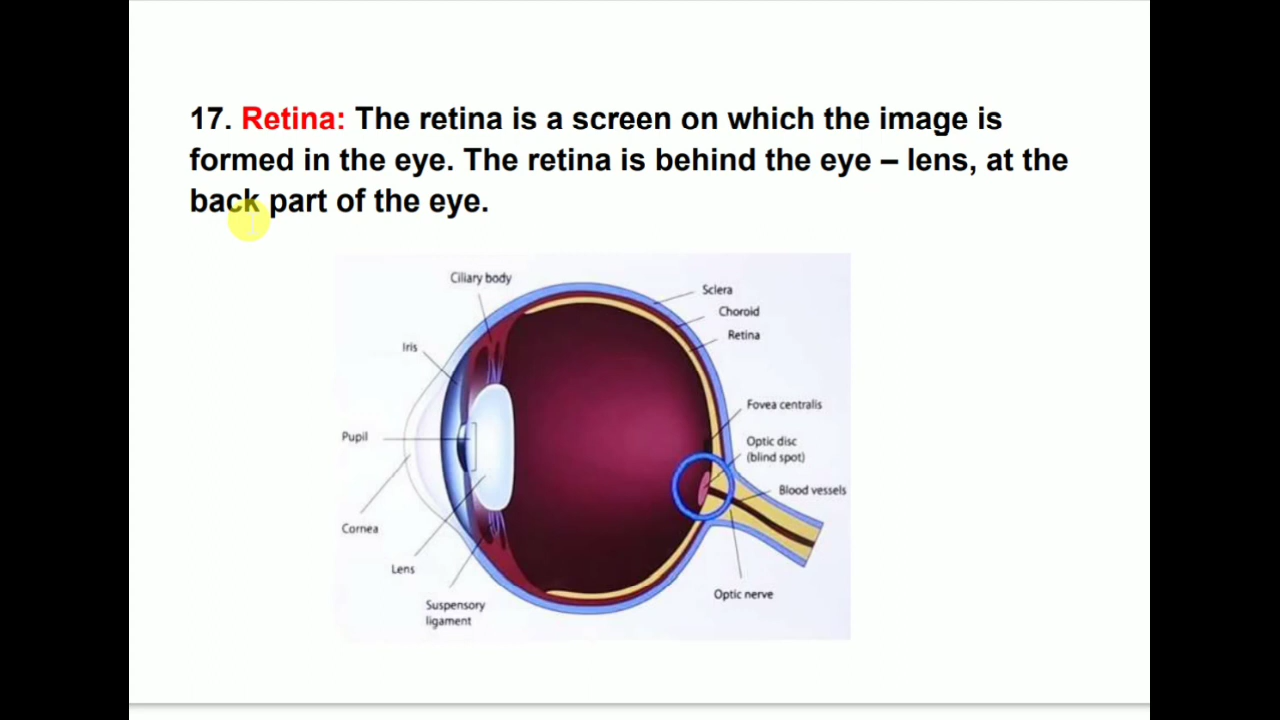 17. Retina: The retina is a screen on which the image is
formed in the eye. The retina is behind the eye – lens, at the
back part of the eye.
Ciliary body
Sclera
Choroid
Retina
Iris
Fovea centralis
Pupil
Optic disc
(blind spot)
Blood vessels
Cornea
Lens
Optic nerve
Suspensory
ligament